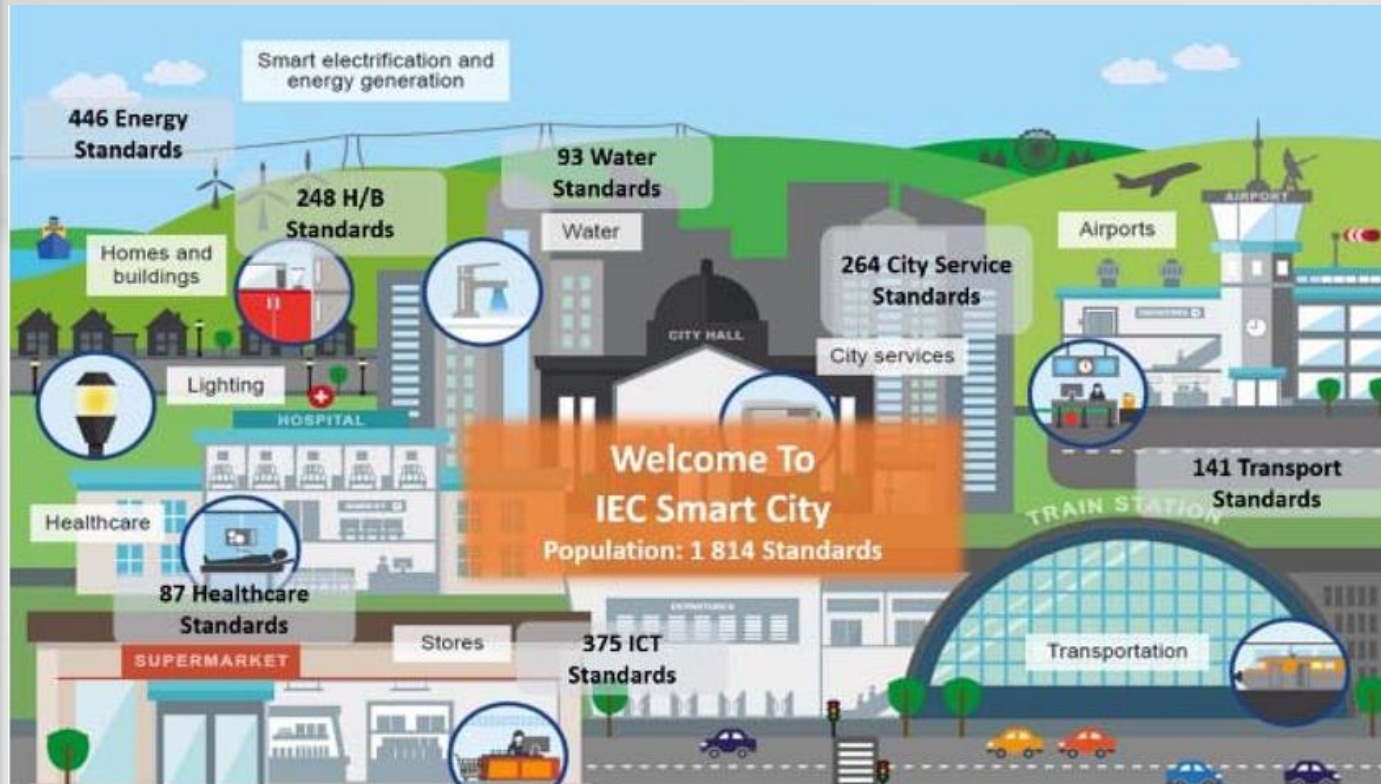 Smart electrification and
energy generation
446 Energy
Standards
93 Water
Standards
248 H/B
Standards
Water
Homes and
buildings
AIRPORT
Airports
264 City Service
Standards
CITY HALL
City services
Lighting
HOSPITAL
Welcome To
IEC Smart City
Population: 1 814 Standards
141 Transport
Standards
TRAIN STATION
Healthcare
87 Healthcare
Standards
DEPARTURES
Stores
375 ICT
Standards
Transportation
SUPERMARKET